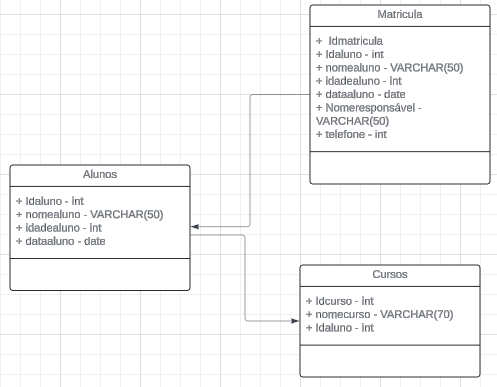 Matricula
+ Idmatricula
+ Idaluno - int
+ nomealuno - VARCHAR(50)
+ idadealuno - int
+ dataaluno - date
+ Nomeresponsável -
VARCHAR(50)
+ telefone - int
Alunos
+ Idaluno - int
+ nomealuno - VARCHAR(50)
+ idadealuno - int
+ dataaluno - date
Cursos
+ Idcurso - int
+ nomecurso - VARCHAR(70)
+ Idaluno - int